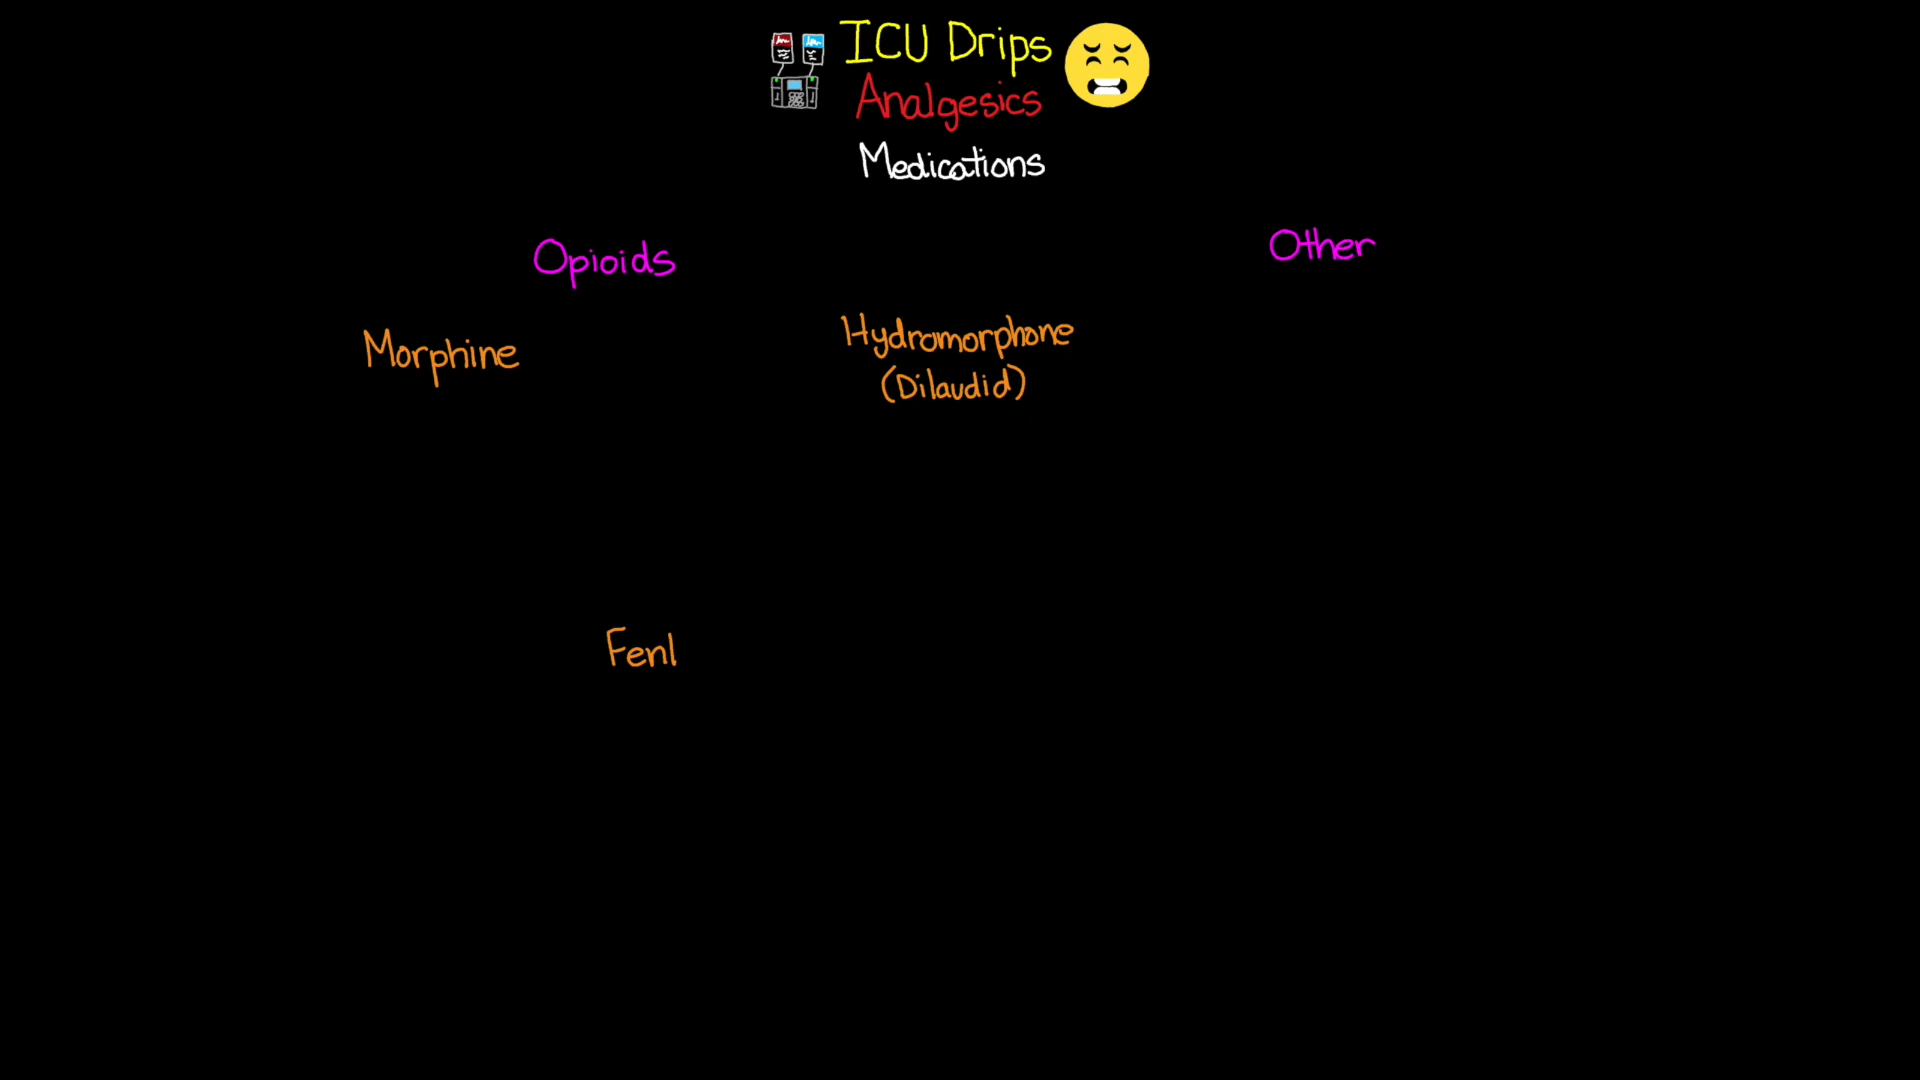 ICU Drips
Analgesics
Medications
Opioids
Other
Morphine
Hydromorphone
(Dilaudid)
Fenl